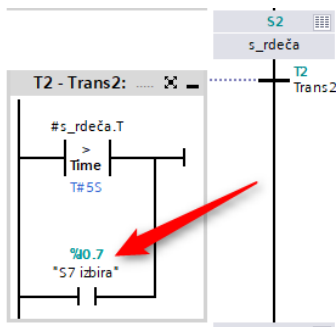 S2
s_rdeča
T2
Trans2
T2 - Trans2: .....
#s_rdeča.T
>
Time
T#5S
%I0.7
"S7 izbira"